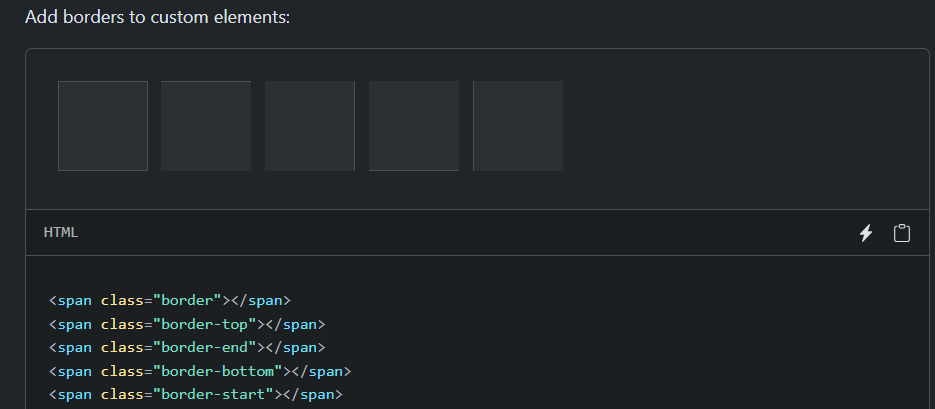 Add borders to custom elements:
HTML
<span class="border"></span>
<span class="border-top"></span>
<span class="border-end"></span>
<span class="border-bottom"></span>
<span class="border-start"></span>